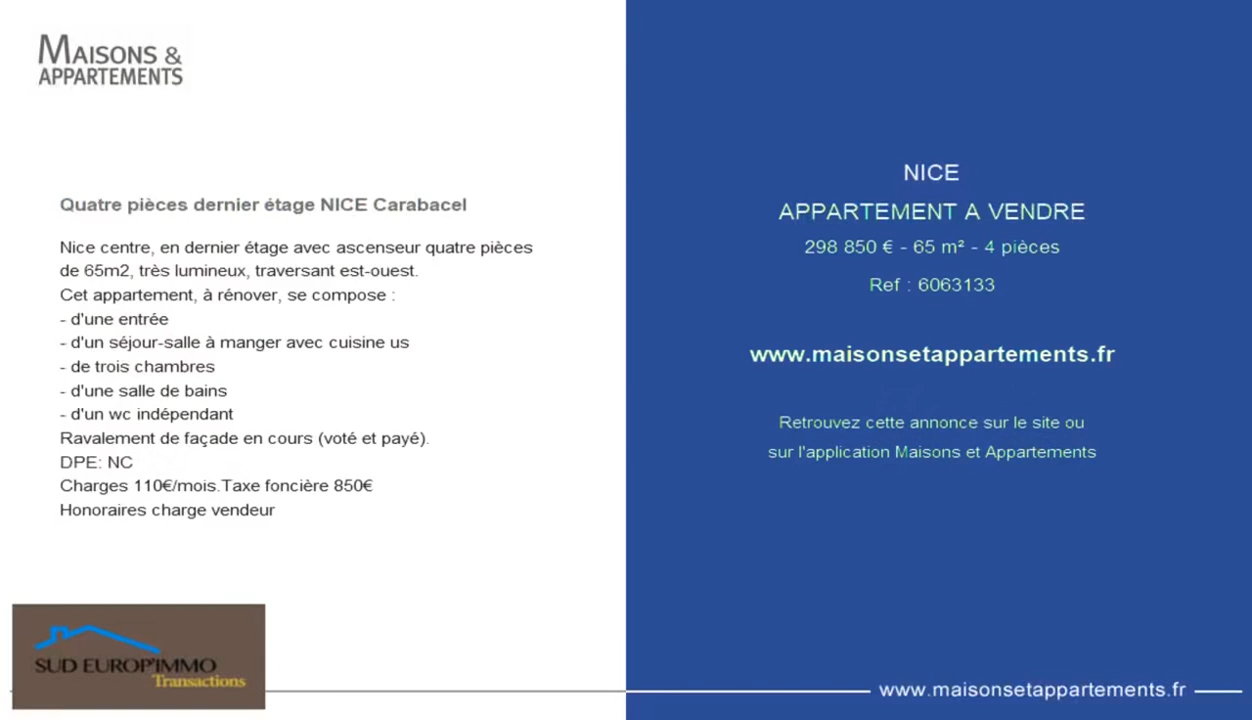 MAISONS &
APPARTEMENTS
Quatre pièces dernier étage NICE Carabacel
Nice centre, en dernier étage avec ascenseur quatre pièces
de 65m2, très lumineux, traversant est-ouest.
Cet appartement, à rénover, se compose :
- d'une entrée
- d'un séjour-salle à manger avec cuisine us
- de trois chambres
- d'une salle de bains
- d'un wc indépendant
Ravalement de façade en cours (voté et payé).
DPE: NC
Charges 110€/mois.Taxe foncière 850€
Honoraires charge vendeur
SUD EUROP'IMMO
Transactions
NICE
APPARTEMENT A VENDRE
298 850 € - 65 m² - 4 pièces
Ref : 6063133
www.maisonsetappartements.fr
Retrouvez cette annonce sur le site ou
sur l'application Maisons et Appartements
www.maisonsetappartements.fr